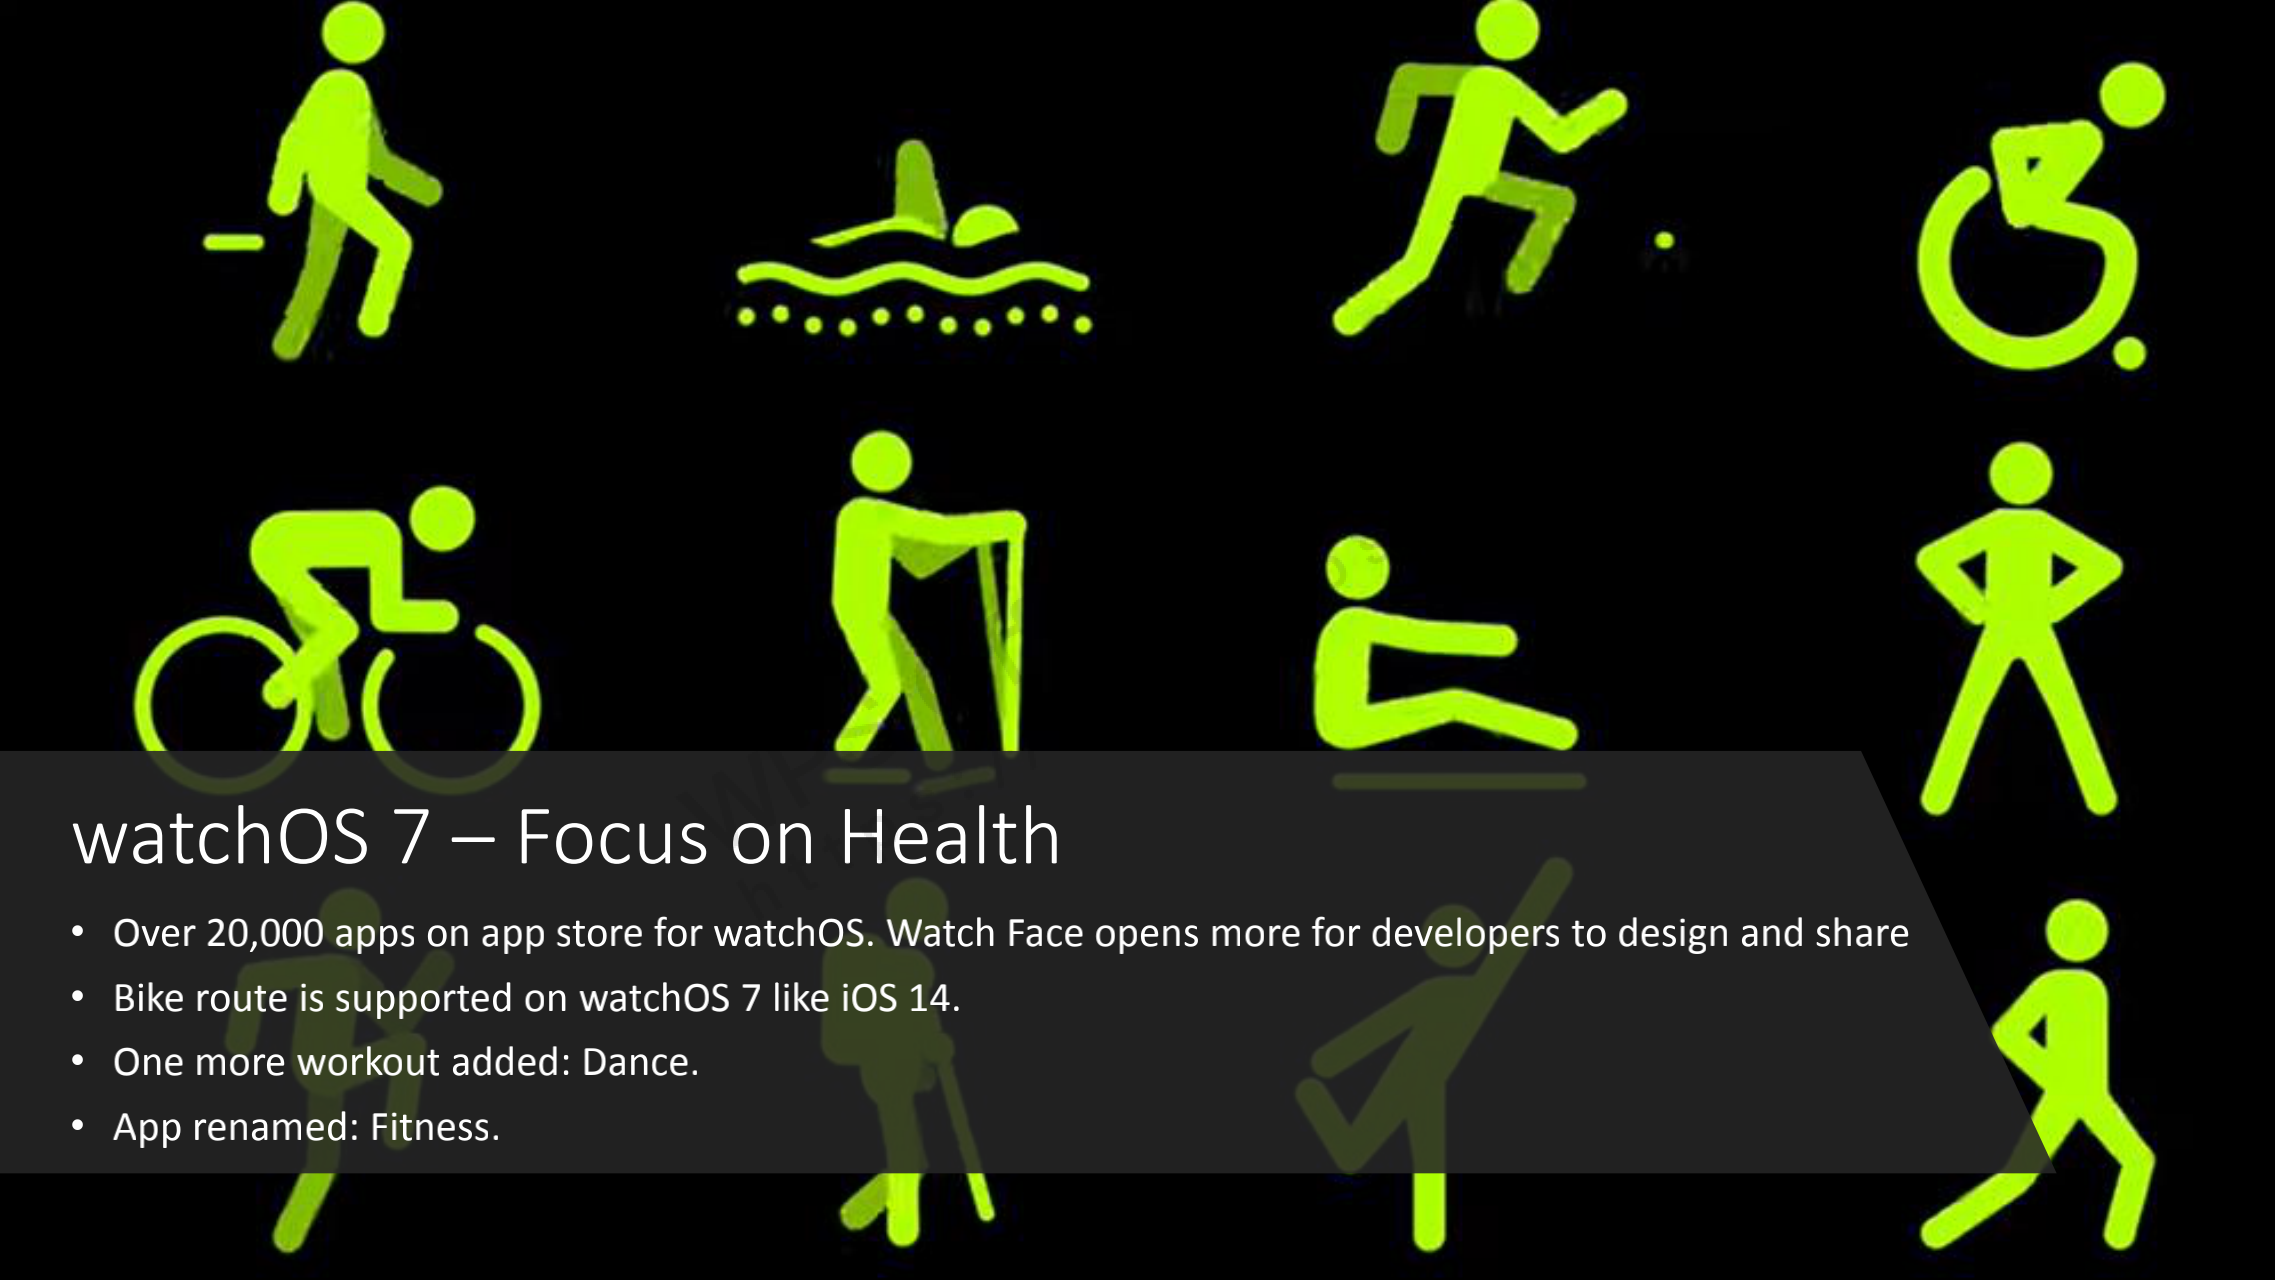 watchOS 7 – Focus on Health
• Over 20,000 apps on app store for watchOS. Watch Face opens more for developers to design and share
• Bike route is supported on watchOS 7 like iOS 14.
• One more workout added: Dance.
• App renamed: Fitness.